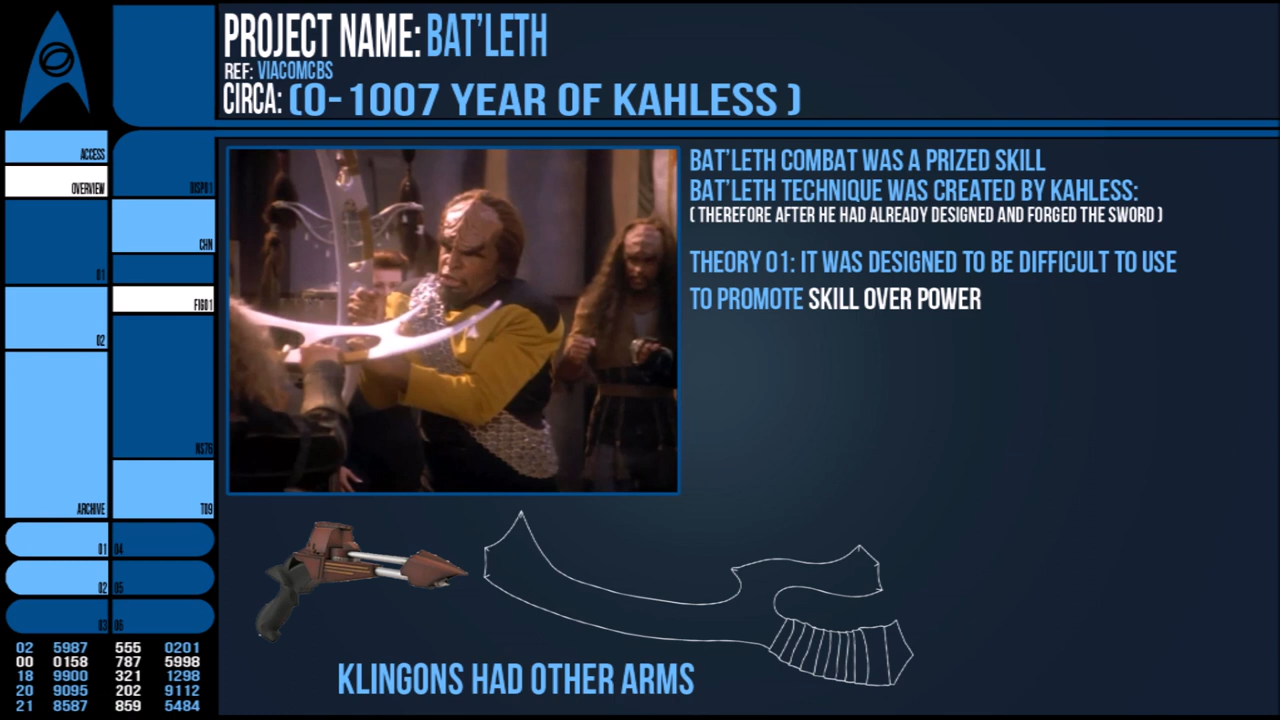 PROJECT NAME: BAT'LETH
REF: VIACOMCBS
CIRCA: (0-1007 YEAR OF KAHLESS )
ACCESS
OVERVIEW
DISP01
CHN
01
FIG01
02
NS76
ARCHIVE
T09
01 04
02 05
03 06
02 5987 555 0201
00 0158 787 5998
18 9900 321 1298
20 9095 202 9112
21 8587 859 5484
BAT'LETH COMBAT WAS A PRIZED SKILL
BAT'LETH TECHNIQUE WAS CREATED BY KAHLESS:
( THEREFORE AFTER HE HAD ALREADY DESIGNED AND FORGED THE SWORD )
THEORY 01: IT WAS DESIGNED TO BE DIFFICULT TO USE
TO PROMOTE SKILL OVER POWER
KLINGONS HAD OTHER ARMS